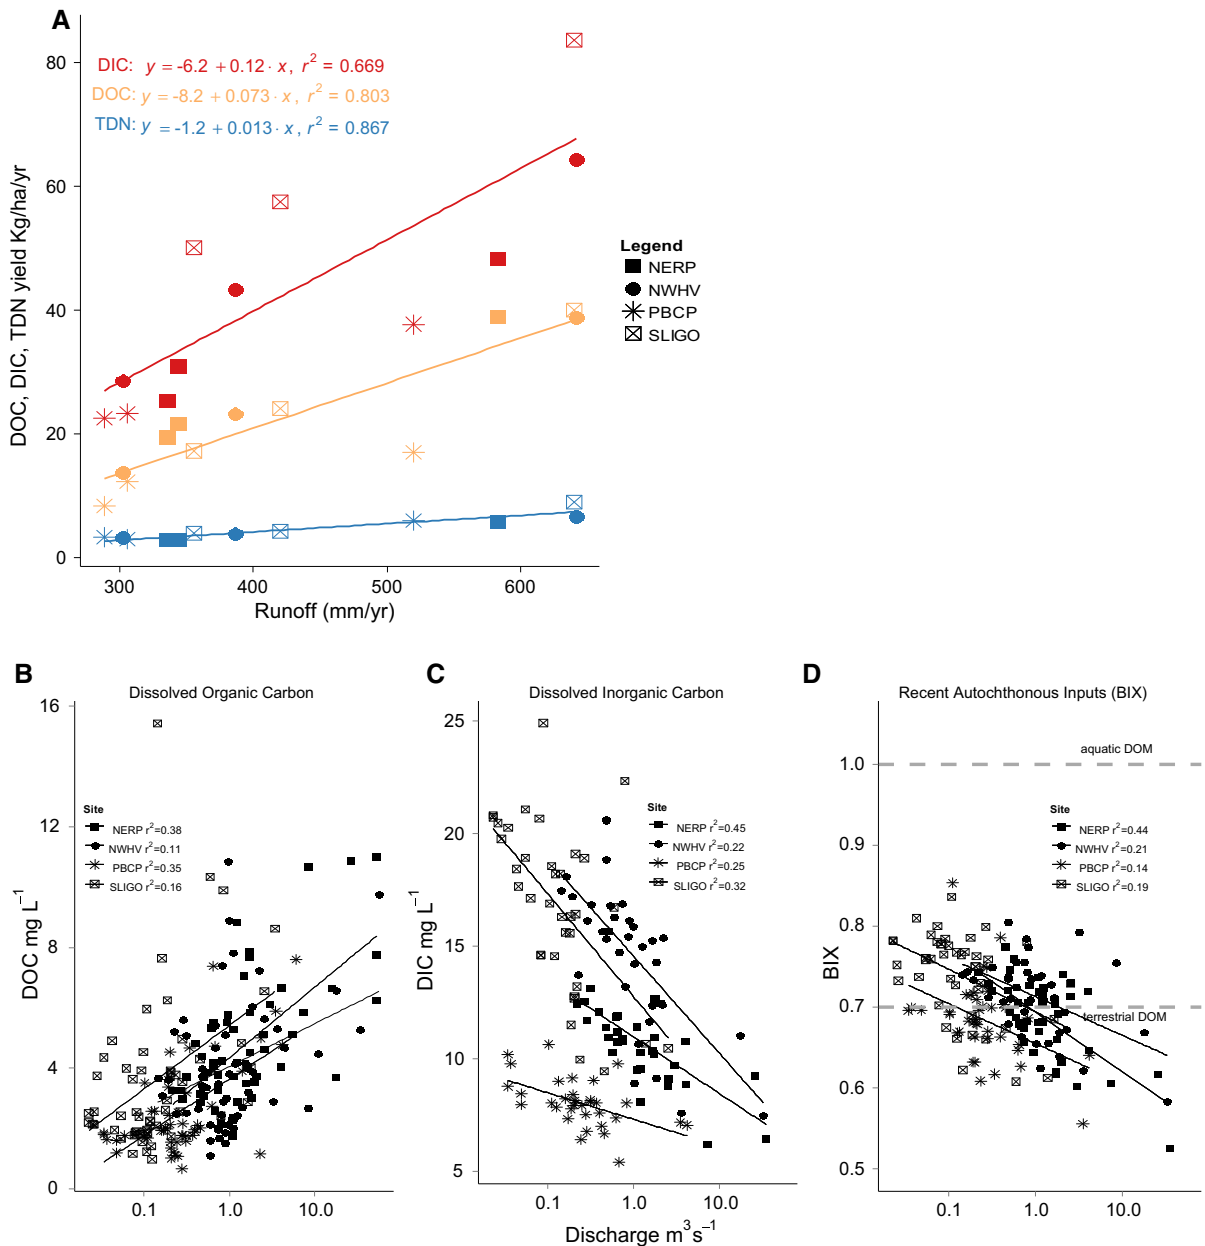 A
DIC: y = -6.2 + 0.12 · x, r² = 0.669
DOC: y = -8.2 + 0.073 · x, r² = 0.803
TDN: y = -1.2 + 0.013 · x, r² = 0.867
DOC, DIC, TDN yield Kg/ha/yr
80
60
40
20
0
300
400
500
600
Runoff (mm/yr)
Legend
NERP
NWHV
PBCP
SLIGO
B
Dissolved Organic Carbon
DOC mg L⁻¹
16
12
8
4
0
Site
NERP r²=0.38
NWHV r²=0.11
PBCP r²=0.35
SLIGO r²=0.16
0.1
1.0
10.0
C
Dissolved Inorganic Carbon
DIC mg L⁻¹
25
20
15
10
5
Site
NERP r²=0.45
NWHV r²=0.22
PBCP r²=0.25
SLIGO r²=0.32
0.1
1.0
10.0
Discharge m³s⁻¹
D
Recent Autochthonous Inputs (BIX)
BIX
1.0
0.9
0.8
0.7
0.6
0.5
aquatic DOM
Site
NERP r²=0.44
NWHV r²=0.21
PBCP r²=0.14
SLIGO r²=0.19
terrestrial DOM
0.1
1.0
10.0